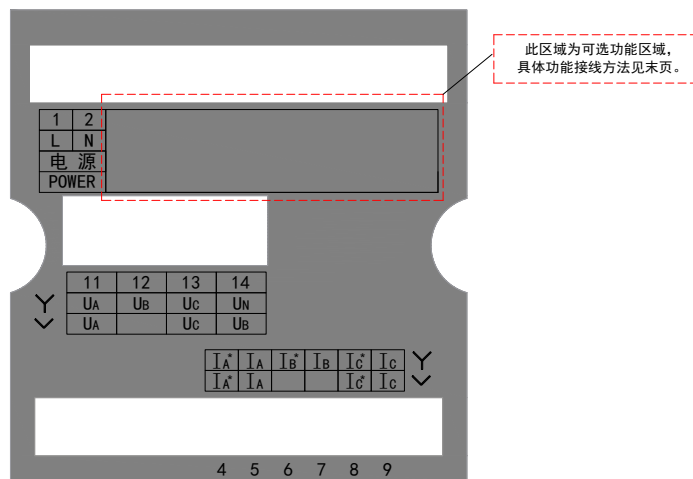 此区域为可选功能区域，
具体功能接线方法见末页。
1 2
L N
电 源
POWER
11 12 13 14
Y UA UB UC UN
V UA UC UB
IA* IA IB* IB IC* IC Y
IA* IA IC* IC V
4 5 6 7 8 9